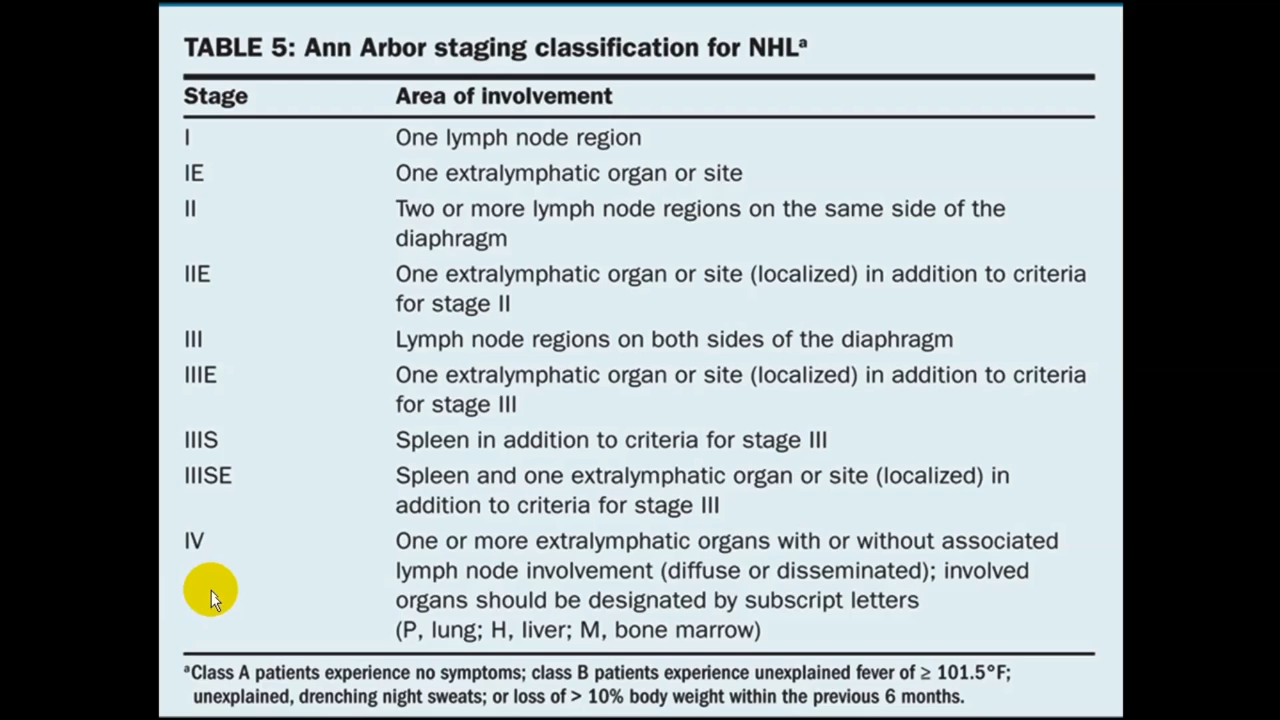 TABLE 5: Ann Arbor staging classification for NHLᵃ
Stage Area of involvement
I One lymph node region
IE One extralymphatic organ or site
II Two or more lymph node regions on the same side of the
diaphragm
IIE One extralymphatic organ or site (localized) in addition to criteria
for stage II
III Lymph node regions on both sides of the diaphragm
IIIE One extralymphatic organ or site (localized) in addition to criteria
for stage III
IIIS Spleen in addition to criteria for stage III
IIISE Spleen and one extralymphatic organ or site (localized) in
addition to criteria for stage III
IV One or more extralymphatic organs with or without associated
lymph node involvement (diffuse or disseminated); involved
organs should be designated by subscript letters
(P, lung; H, liver; M, bone marrow)
ᵃClass A patients experience no symptoms; class B patients experience unexplained fever of ≥ 101.5°F;
unexplained, drenching night sweats; or loss of > 10% body weight within the previous 6 months.